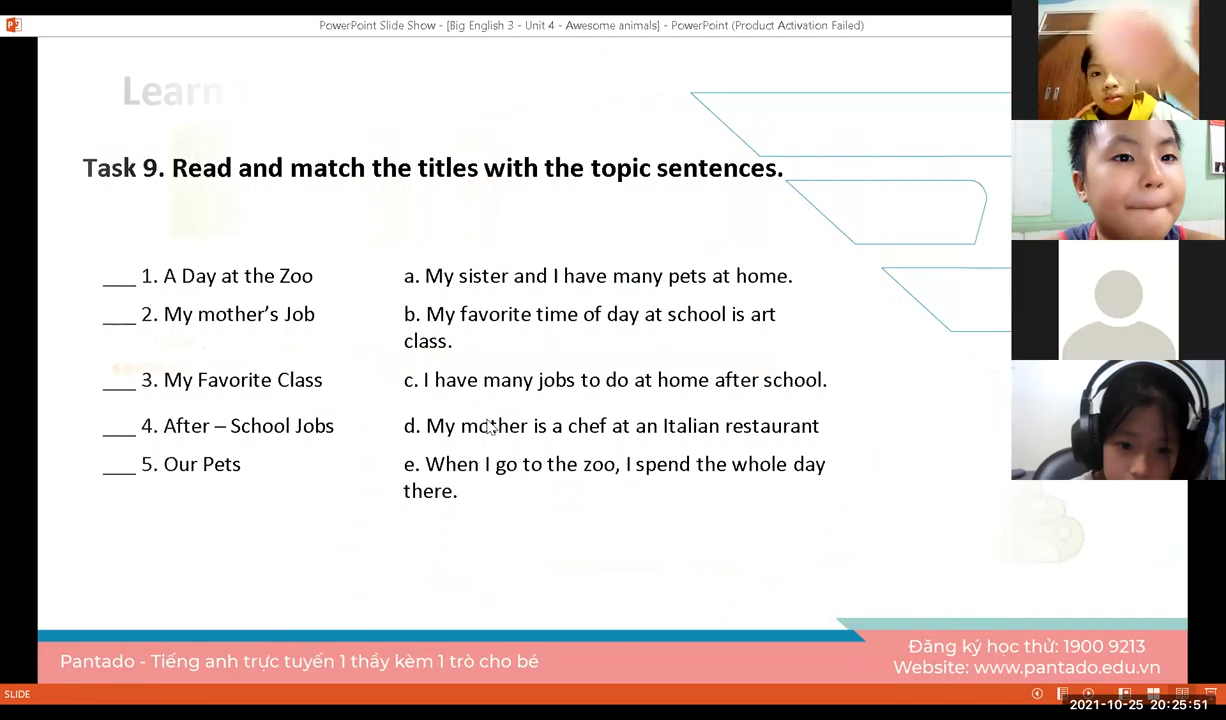 PowerPoint Slide Show - [Big English 3 - Unit 4 - Awesome animals] - PowerPoint (Product Activation Failed)
Learn
Task 9. Read and match the titles with the topic sentences.
___ 1. A Day at the Zoo
a. My sister and I have many pets at home.
___ 2. My mother’s Job
b. My favorite time of day at school is art
class.
___ 3. My Favorite Class
c. I have many jobs to do at home after school.
___ 4. After – School Jobs
d. My mother is a chef at an Italian restaurant
___ 5. Our Pets
e. When I go to the zoo, I spend the whole day
there.
Pantado - Tiếng anh trực tuyến 1 thầy kèm 1 trò cho bé
Đăng ký học thử: 1900 9213
Website: www.pantado.edu.vn
SLIDE
2021-10-25 20:25:51